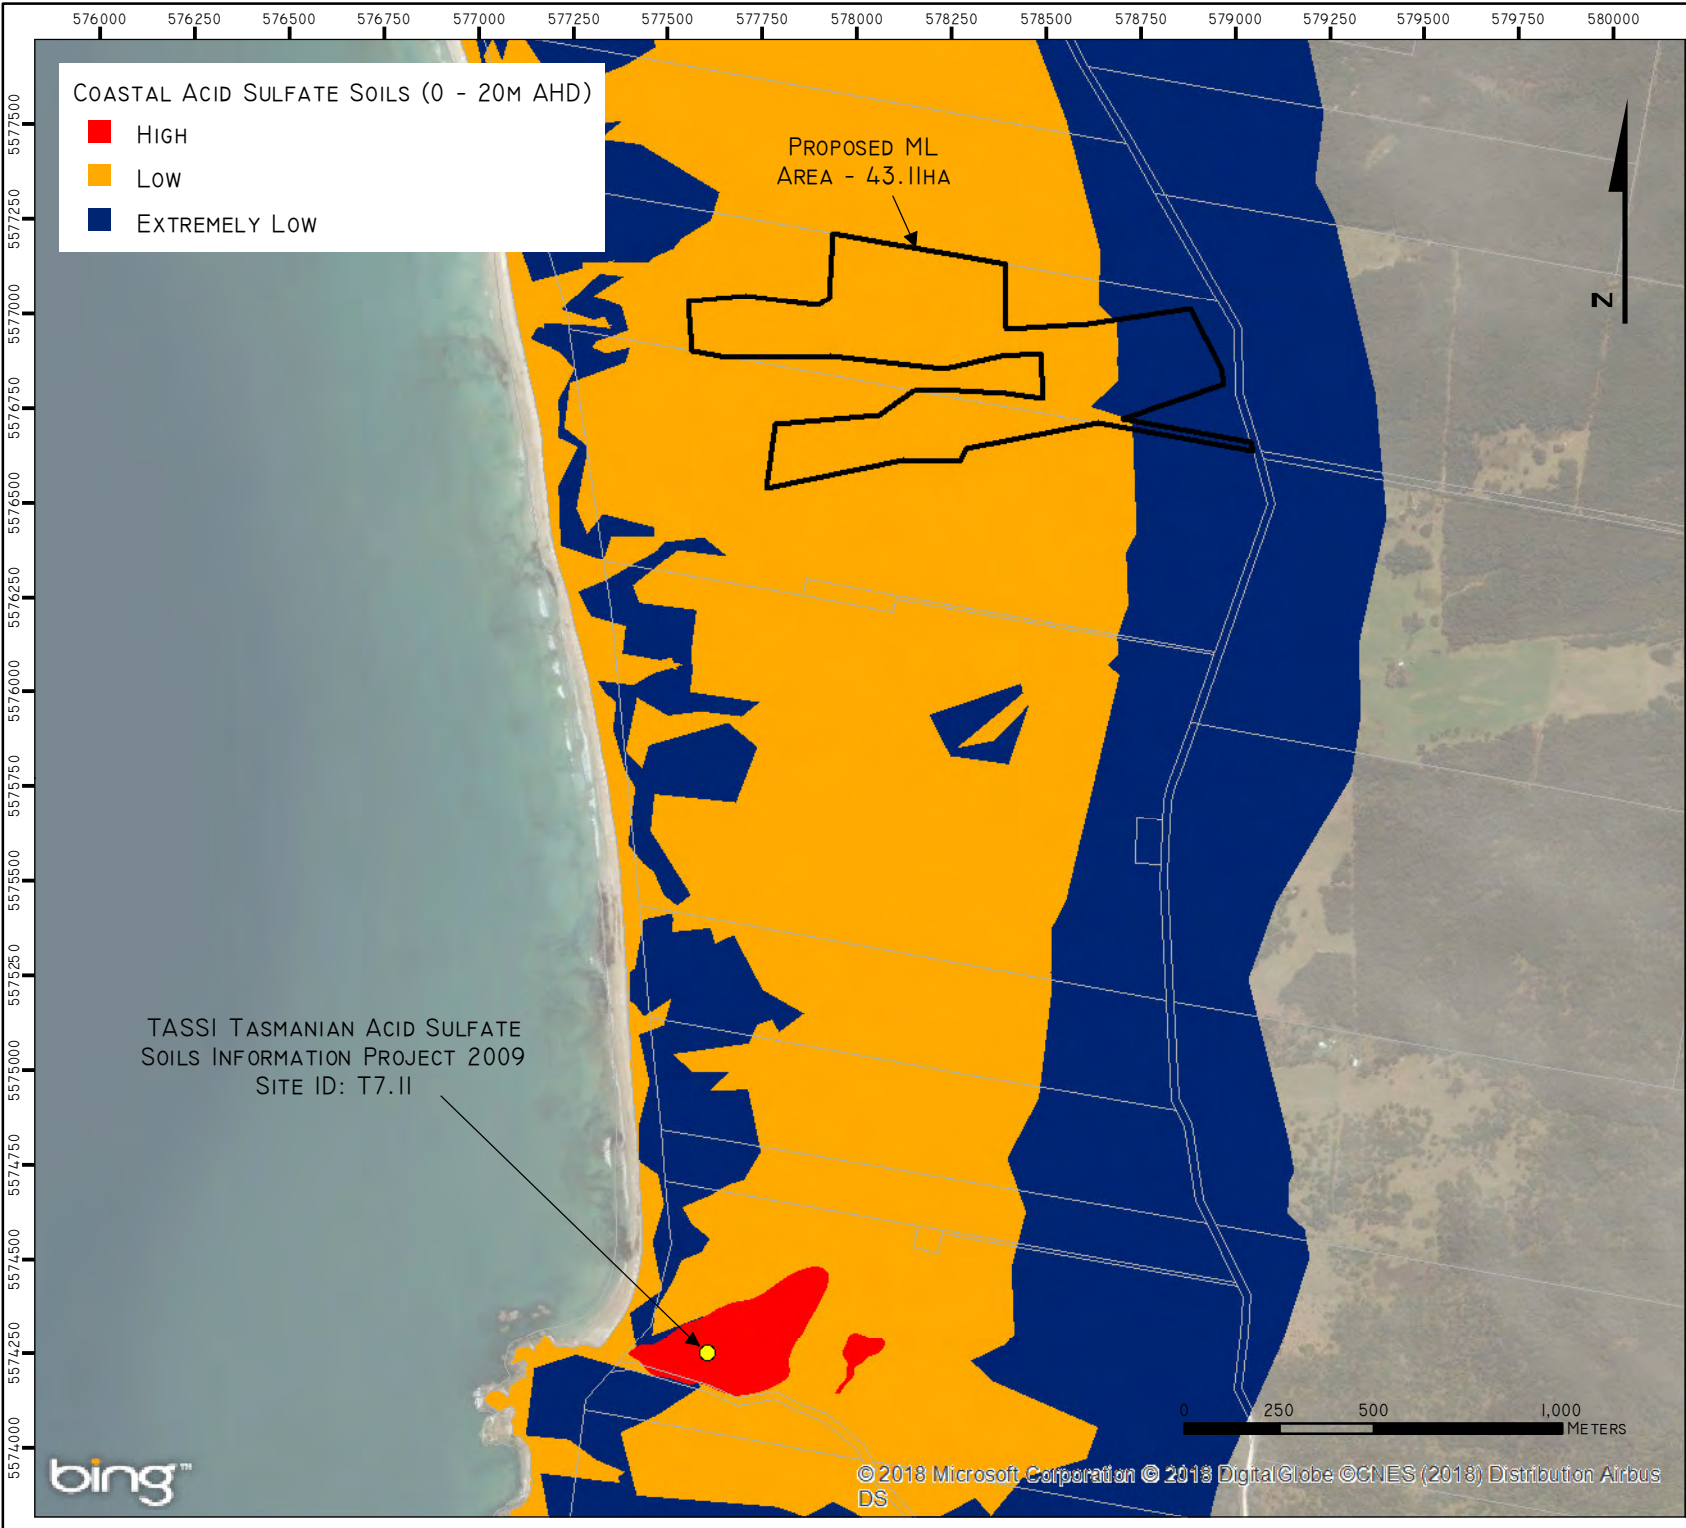 576000 576250 576500 576750 577000 577250 577500 577750 578000 578250 578500 578750 579000 579250 579500 579750 580000
5577500
5577250
5577000
5576750
5576500
5576250
5576000
5575750
5575500
5575250
5575000
5574750
5574500
5574250
5574000
COASTAL ACID SULFATE SOILS (0 - 20M AHD)
HIGH
LOW
EXTREMELY LOW
PROPOSED ML
AREA - 43.11HA
N
TASSI TASMANIAN ACID SULFATE
SOILS INFORMATION PROJECT 2009
SITE ID: T7.11
0 250 500 1,000
METERS
bing™
© 2018 Microsoft Corporation © 2018 DigitalGlobe ©CNES (2018) Distribution Airbus
DS